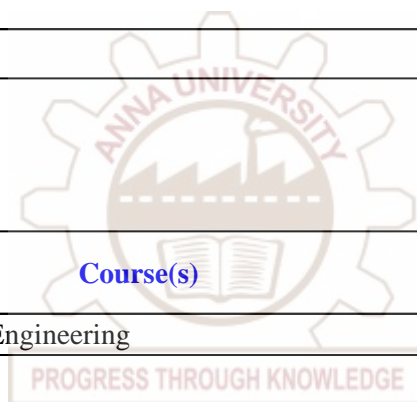 ANNA UNIVERSITY
Course(s)
Engineering
PROGRESS THROUGH KNOWLEDGE